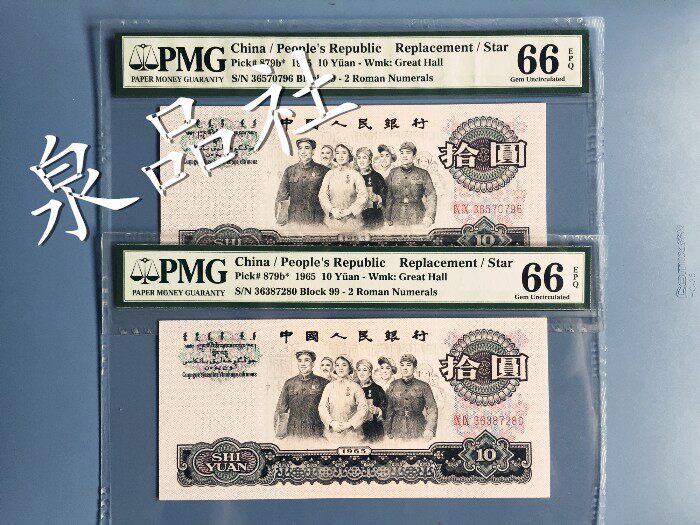 PMG
PAPER MONEY GUARANTY
China / People's Republic Replacement / Star
Pick# 879b* 10 Yüan - Wmk: Great Hall
S/N 36570796 - 2 Roman Numerals
66 EPQ
Gem Uncirculated
泉品社
中國人民銀行
拾圓
ⅨⅨ 36570796
SHI
10
PMG
PAPER MONEY GUARANTY
China / People's Republic Replacement / Star
Pick# 879b* 1965 10 Yüan - Wmk: Great Hall
S/N 36387280 Block 99 - 2 Roman Numerals
66 EPQ
Gem Uncirculated
中國人民銀行
拾圓
ⅨⅨ 36387280
1965
SHI
YUAN
10